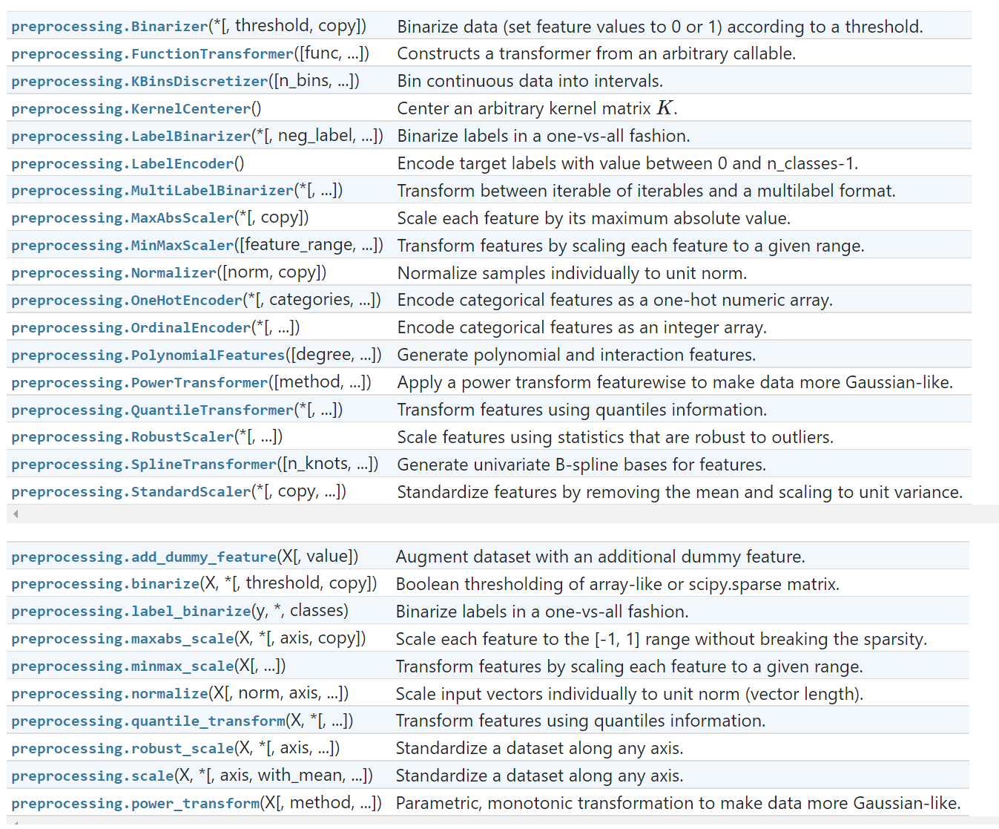 preprocessing.Binarizer(*[, threshold, copy]) Binarize data (set feature values to 0 or 1) according to a threshold.
preprocessing.FunctionTransformer([func, ...]) Constructs a transformer from an arbitrary callable.
preprocessing.KBinsDiscretizer([n_bins, ...]) Bin continuous data into intervals.
preprocessing.KernelCenterer() Center an arbitrary kernel matrix K.
preprocessing.LabelBinarizer(*[, neg_label, ...]) Binarize labels in a one-vs-all fashion.
preprocessing.LabelEncoder() Encode target labels with value between 0 and n_classes-1.
preprocessing.MultiLabelBinarizer(*[, ...]) Transform between iterable of iterables and a multilabel format.
preprocessing.MaxAbsScaler(*[, copy]) Scale each feature by its maximum absolute value.
preprocessing.MinMaxScaler([feature_range, ...]) Transform features by scaling each feature to a given range.
preprocessing.Normalizer([norm, copy]) Normalize samples individually to unit norm.
preprocessing.OneHotEncoder(*[, categories, ...]) Encode categorical features as a one-hot numeric array.
preprocessing.OrdinalEncoder(*[, ...]) Encode categorical features as an integer array.
preprocessing.PolynomialFeatures([degree, ...]) Generate polynomial and interaction features.
preprocessing.PowerTransformer([method, ...]) Apply a power transform featurewise to make data more Gaussian-like.
preprocessing.QuantileTransformer(*[, ...]) Transform features using quantiles information.
preprocessing.RobustScaler(*[, ...]) Scale features using statistics that are robust to outliers.
preprocessing.SplineTransformer([n_knots, ...]) Generate univariate B-spline bases for features.
preprocessing.StandardScaler(*[, copy, ...]) Standardize features by removing the mean and scaling to unit variance.
preprocessing.add_dummy_feature(X[, value]) Augment dataset with an additional dummy feature.
preprocessing.binarize(X, *[, threshold, copy]) Boolean thresholding of array-like or scipy.sparse matrix.
preprocessing.label_binarize(y, *, classes) Binarize labels in a one-vs-all fashion.
preprocessing.maxabs_scale(X, *[, axis, copy]) Scale each feature to the [-1, 1] range without breaking the sparsity.
preprocessing.minmax_scale(X[, ...]) Transform features by scaling each feature to a given range.
preprocessing.normalize(X[, norm, axis, ...]) Scale input vectors individually to unit norm (vector length).
preprocessing.quantile_transform(X, *[, ...]) Transform features using quantiles information.
preprocessing.robust_scale(X, *[, axis, ...]) Standardize a dataset along any axis.
preprocessing.scale(X, *[, axis, with_mean, ...]) Standardize a dataset along any axis.
preprocessing.power_transform(X[, method, ...]) Parametric, monotonic transformation to make data more Gaussian-like.